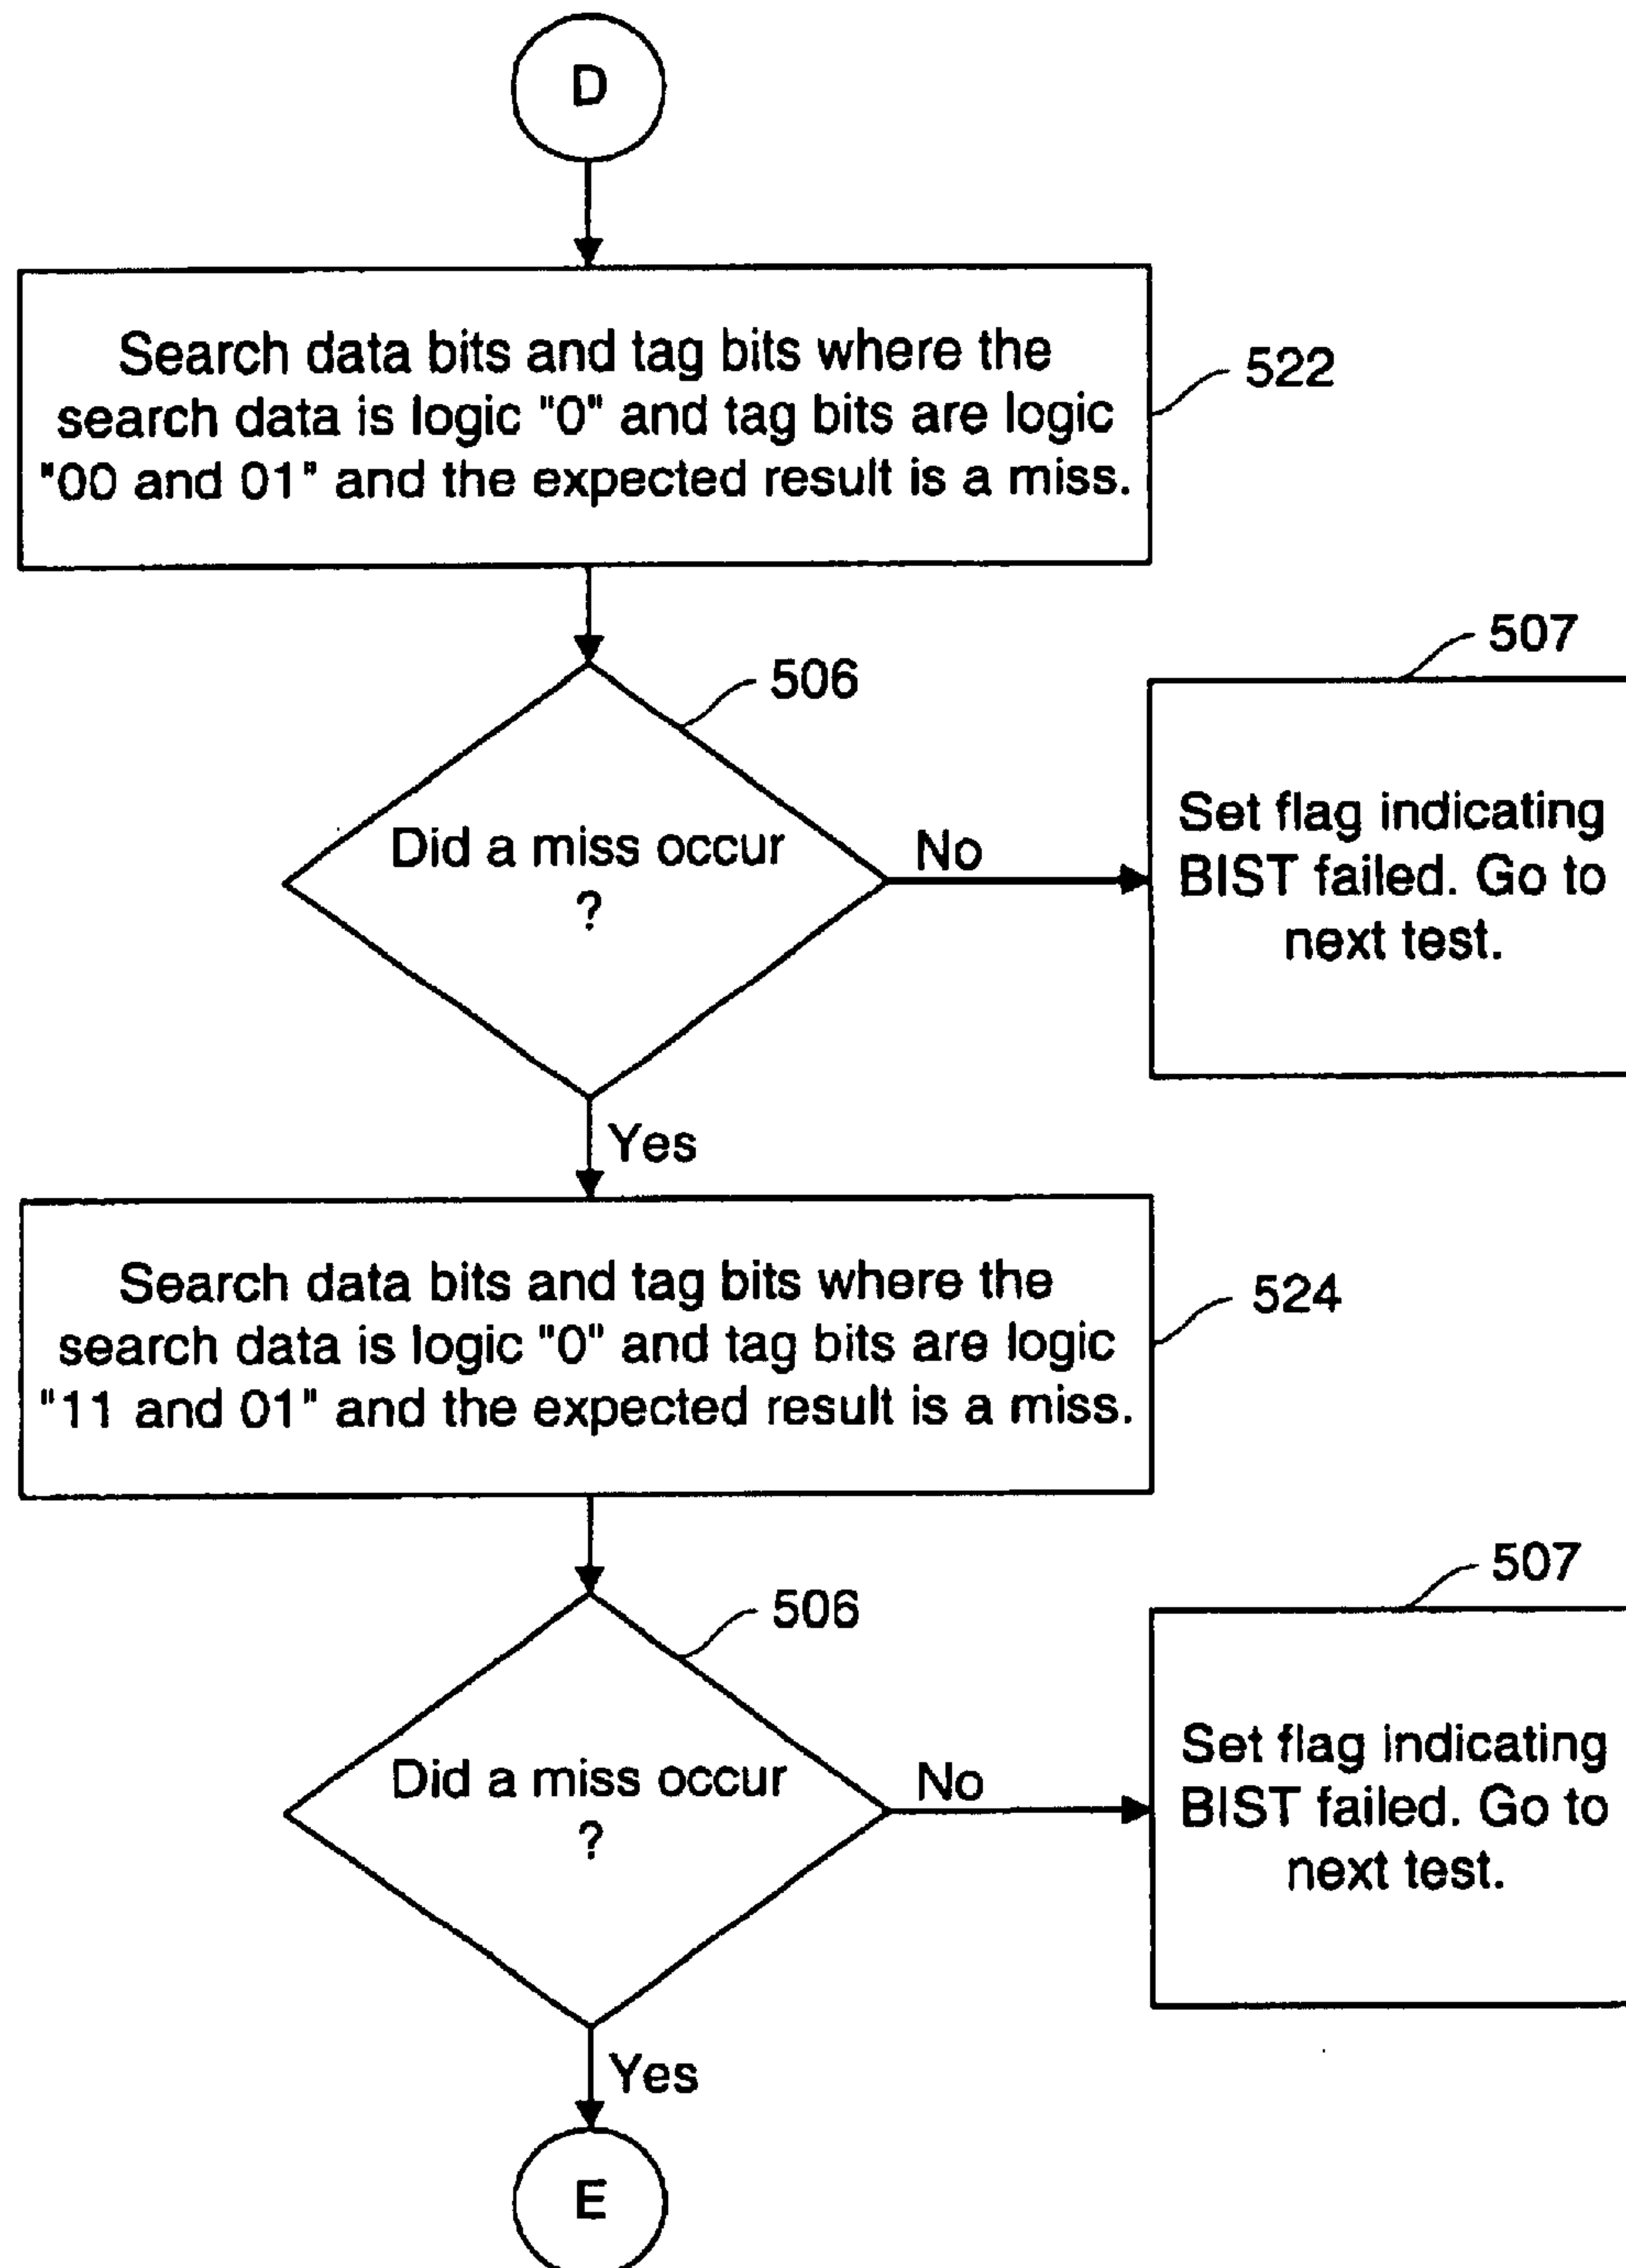 D
Search data bits and tag bits where the
search data is logic "0" and tag bits are logic
"00 and 01" and the expected result is a miss.
522
506
507
Did a miss occur
?
No
Set flag indicating
BIST failed. Go to
next test.
Yes
Search data bits and tag bits where the
search data is logic "0" and tag bits are logic
"11 and 01" and the expected result is a miss.
524
506
507
Did a miss occur
?
No
Set flag indicating
BIST failed. Go to
next test.
Yes
E